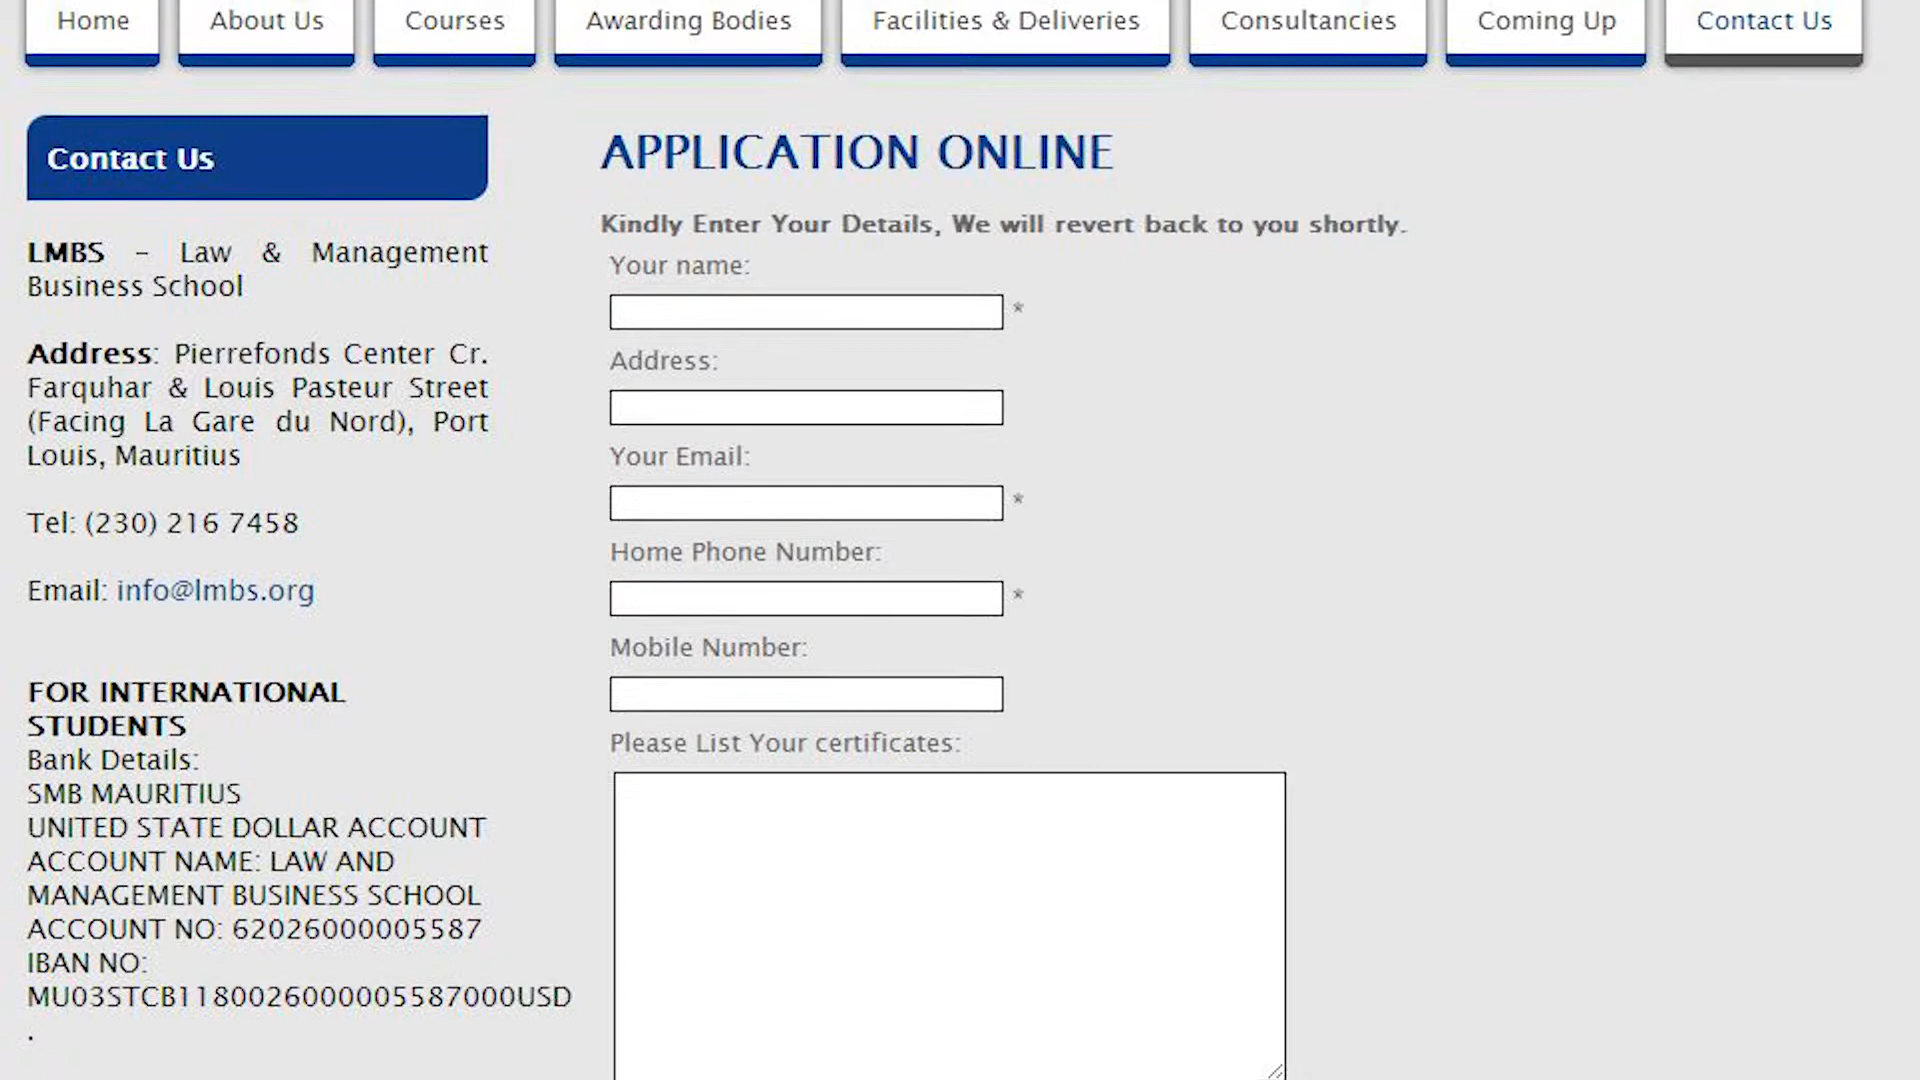 Home
About Us
Courses
Awarding Bodies
Facilities & Deliveries
Consultancies
Coming Up
Contact Us
Contact Us
LMBS – Law & Management
Business School
Address: Pierrefonds Center Cr.
Farquhar & Louis Pasteur Street
(Facing La Gare du Nord), Port
Louis, Mauritius
Tel: (230) 216 7458
Email: info@lmbs.org
FOR INTERNATIONAL
STUDENTS
Bank Details:
SMB MAURITIUS
UNITED STATE DOLLAR ACCOUNT
ACCOUNT NAME: LAW AND
MANAGEMENT BUSINESS SCHOOL
ACCOUNT NO: 62026000005587
IBAN NO:
MU03STCB1180026000005587000USD
.
APPLICATION ONLINE
Kindly Enter Your Details, We will revert back to you shortly.
Your name:
*
Address:
Your Email:
*
Home Phone Number:
*
Mobile Number:
Please List Your certificates: